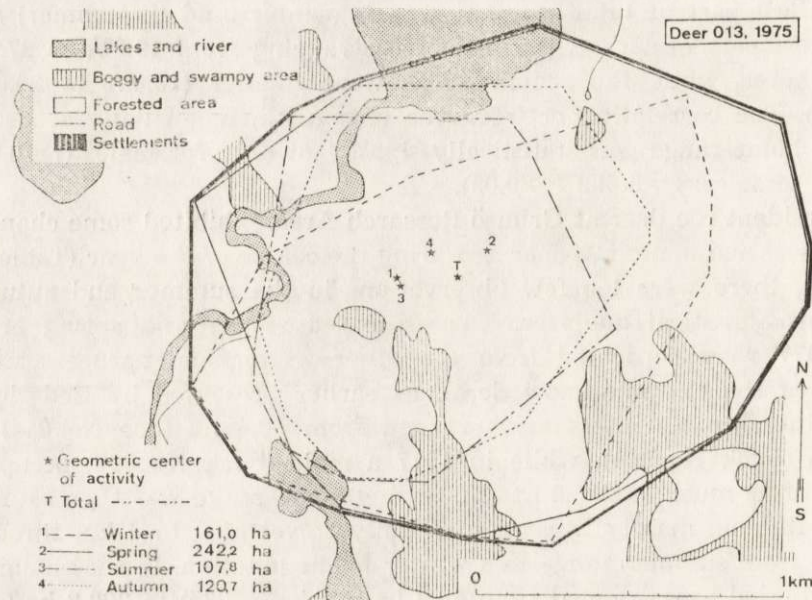 Deer 013, 1975
Lakes and river
Boggy and swampy area
Forested area
Road
Settlements
4
2
T
1
3
N
S
* Geometric center
of activity
T Total
Winter 161,0 ha
2 Spring 242,2 ha
3 Summer 107,8 ha
4 Autumn 120,7 ha
0 1km